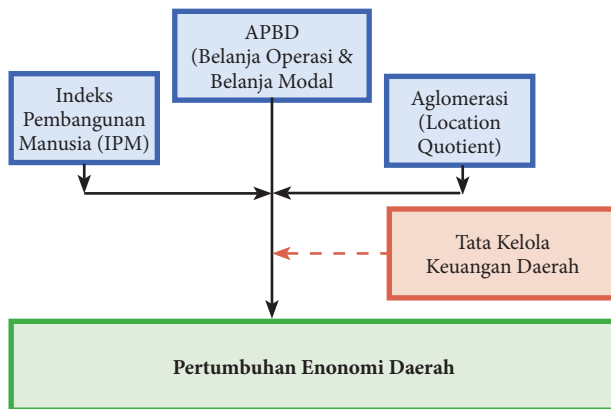 APBD
(Belanja Operasi &
Belanja Modal
Indeks
Pembangunan
Manusia (IPM)
Aglomerasi
(Location
Quotient)
Tata Kelola
Keuangan Daerah
Pertumbuhan Enonomi Daerah